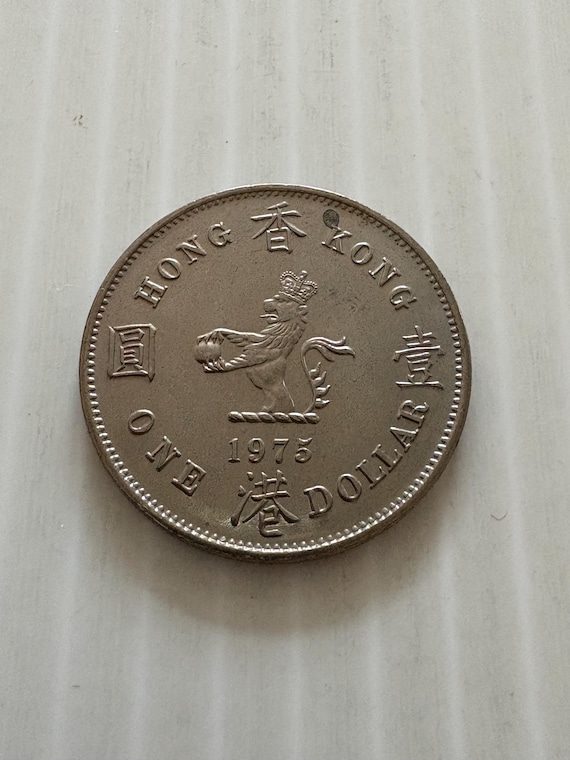 HONG KONG
香港
壹圓
1975
ONE DOLLAR